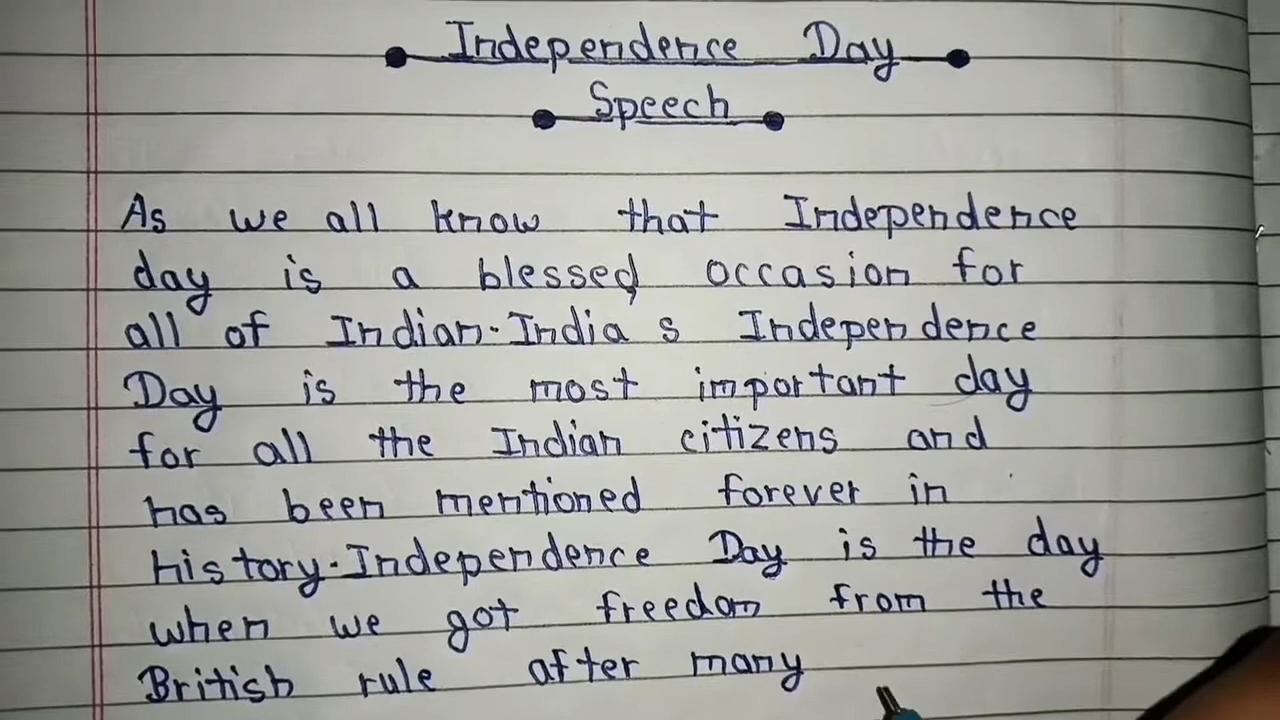 Independence Day
Speech
As we all know that Independence
day is a blessed occasion for
all of Indian. India s Independence
Day is the most important day
for all the Indian citizens and
has been mentioned forever in
history. Independence Day is the day
when we got freedom from the
British rule after many